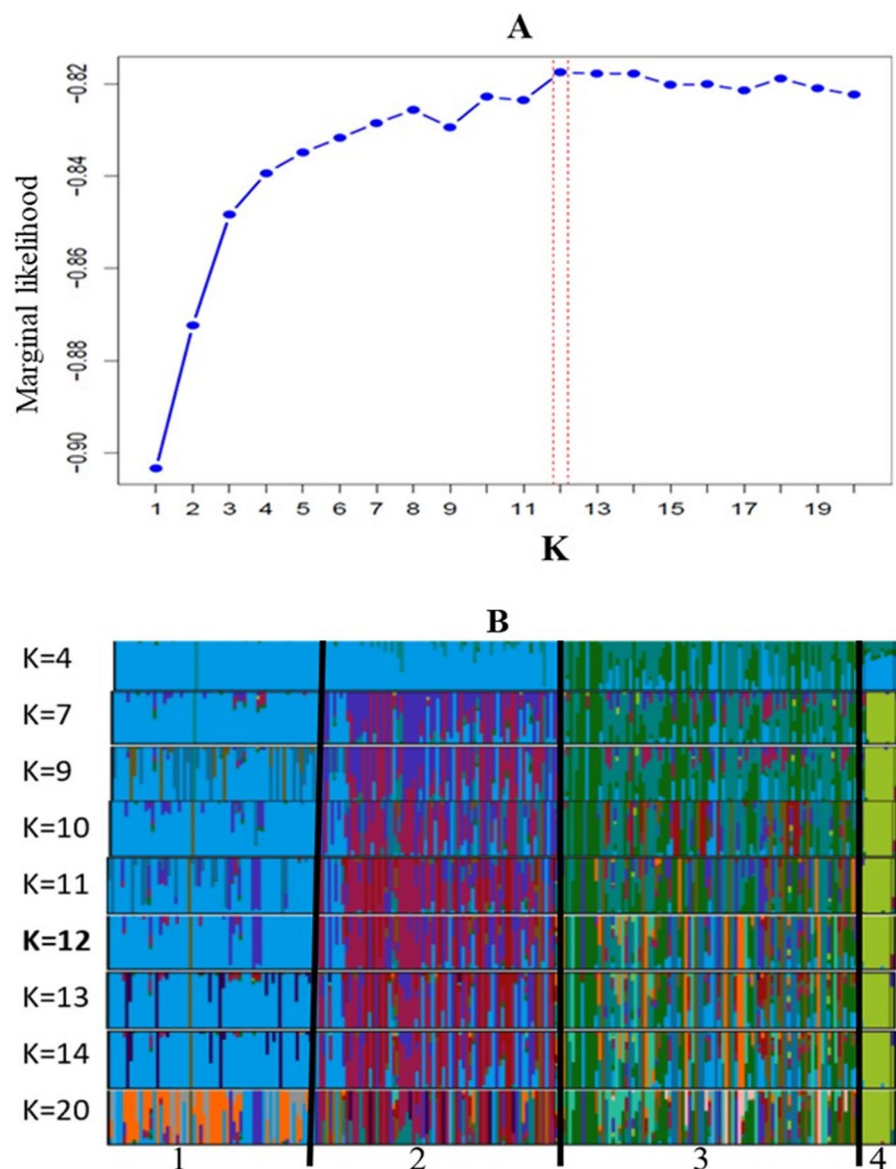 A
Marginal likelihood
-0.82
-0.84
-0.86
-0.88
-0.90
1 2 3 4 5 6 7 8 9 11 13 15 17 19
K
B
K=4
K=7
K=9
K=10
K=11
K=12
K=13
K=14
K=20
1 2 3 4